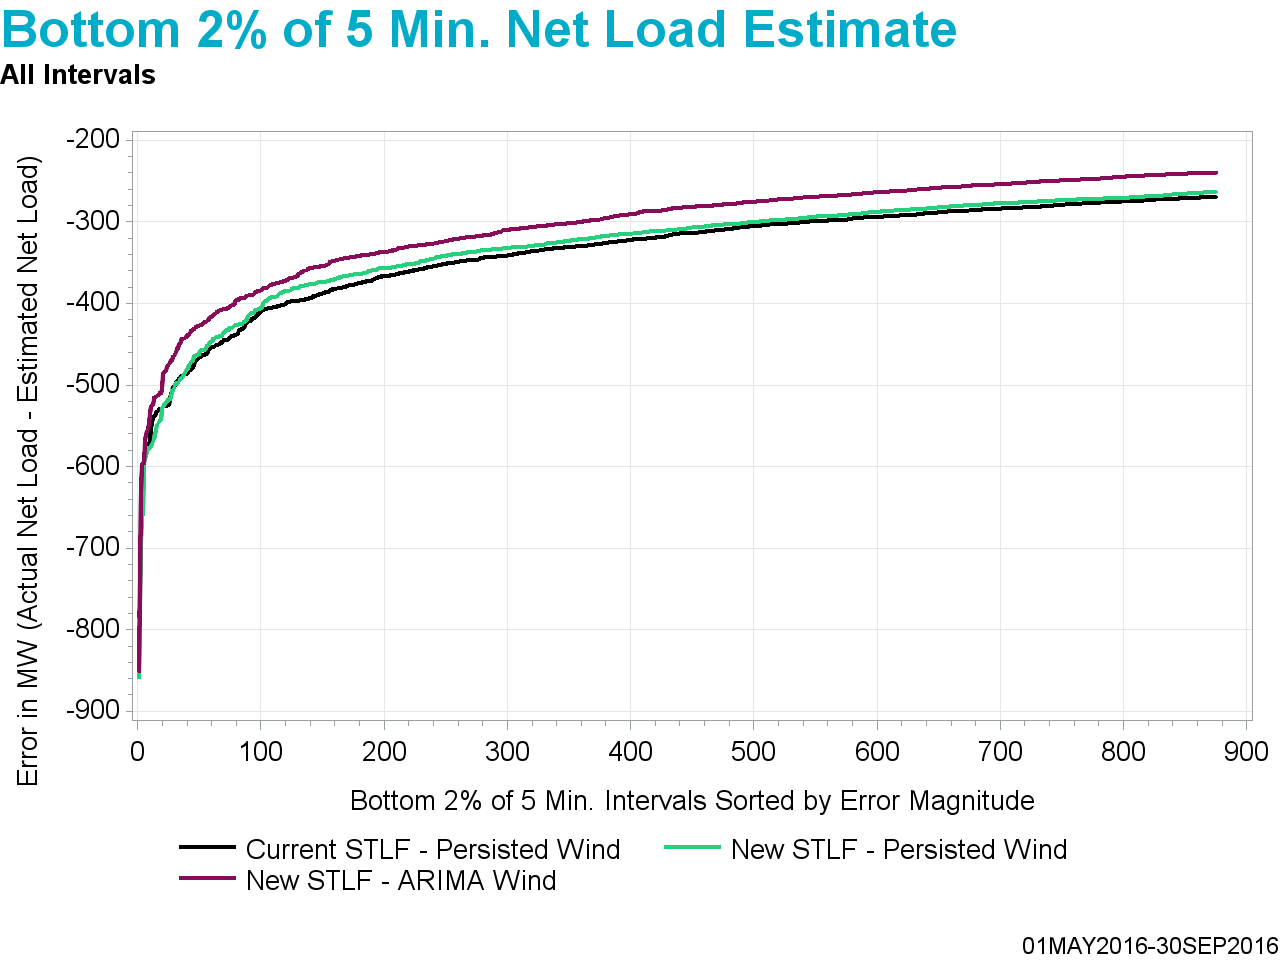 Bottom 2% of 5 Min. Net Load Estimate
All Intervals
Error in MW (Actual Net Load - Estimated Net Load)
-200
-300
-400
-500
-600
-700
-800
-900
0 100 200 300 400 500 600 700 800 900
Bottom 2% of 5 Min. Intervals Sorted by Error Magnitude
Current STLF - Persisted Wind New STLF - Persisted Wind
New STLF - ARIMA Wind
01MAY2016-30SEP2016